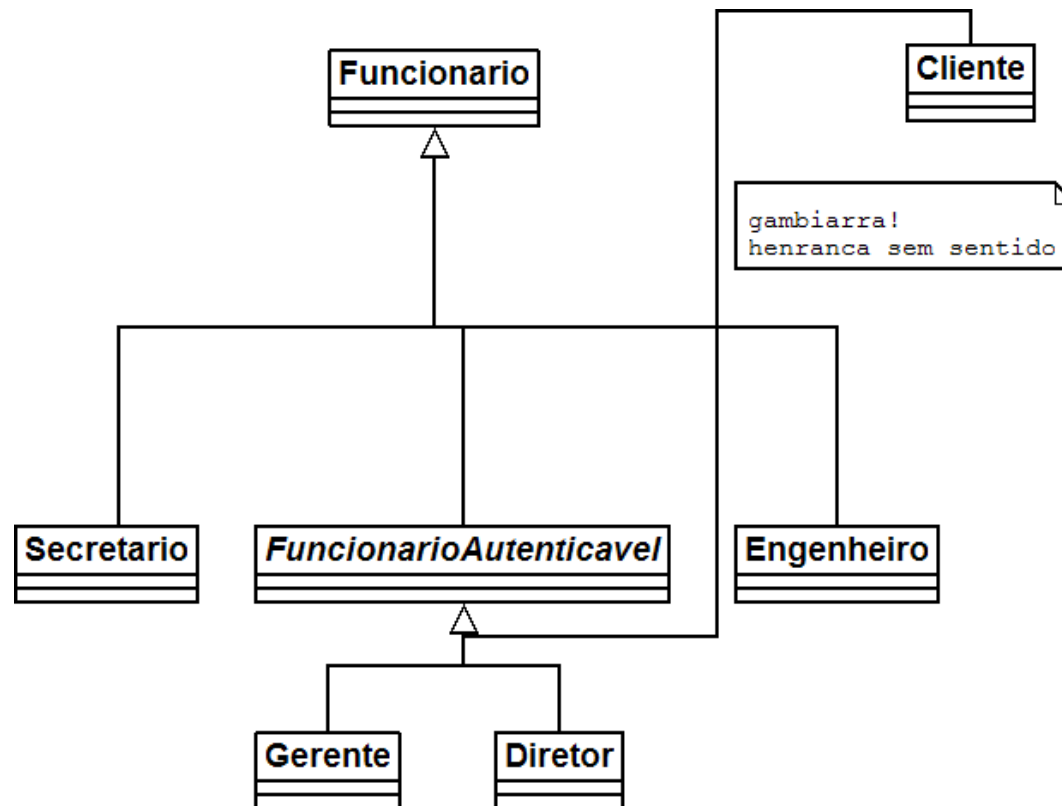 Funcionario
Cliente
gambiarra!
henranca sem sentido
Secretario
FuncionarioAutenticavel
Engenheiro
Gerente
Diretor